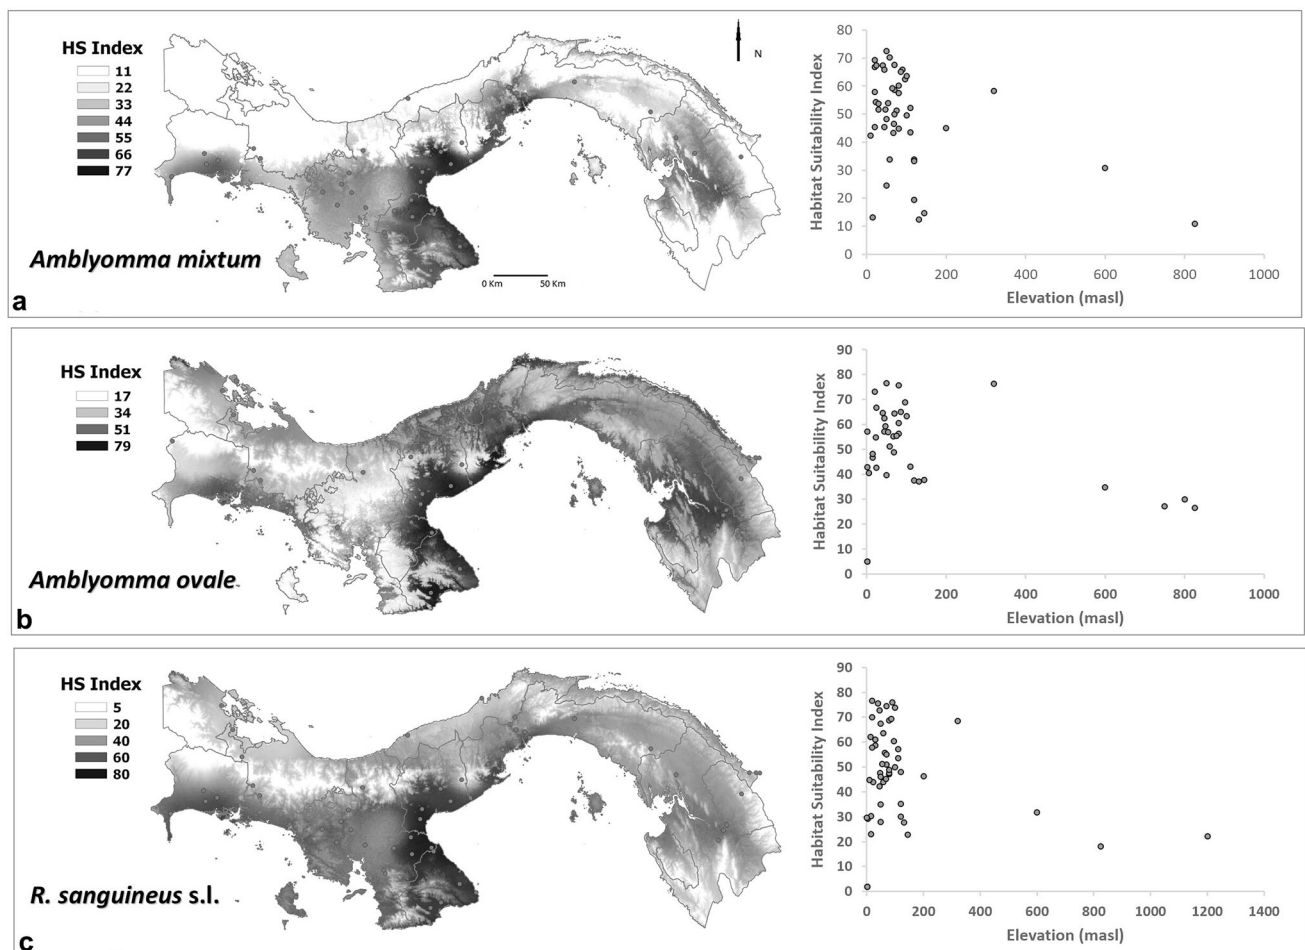 HS Index
11
22
33
44
55
66
77
N
0 Km 50 Km
Amblyomma mixtum
a
Habitat Suitability Index
80
70
60
50
40
30
20
10
0
0 200 400 600 800 1000
Elevation (masl)
HS Index
17
34
51
79
Amblyomma ovale
b
Habitat Suitability Index
90
80
70
60
50
40
30
20
10
0
0 200 400 600 800 1000
Elevation (masl)
HS Index
5
20
40
60
80
R. sanguineus s.l.
c
Habitat Suitability Index
90
80
70
60
50
40
30
20
10
0
0 200 400 600 800 1000 1200 1400
Elevation (masl)